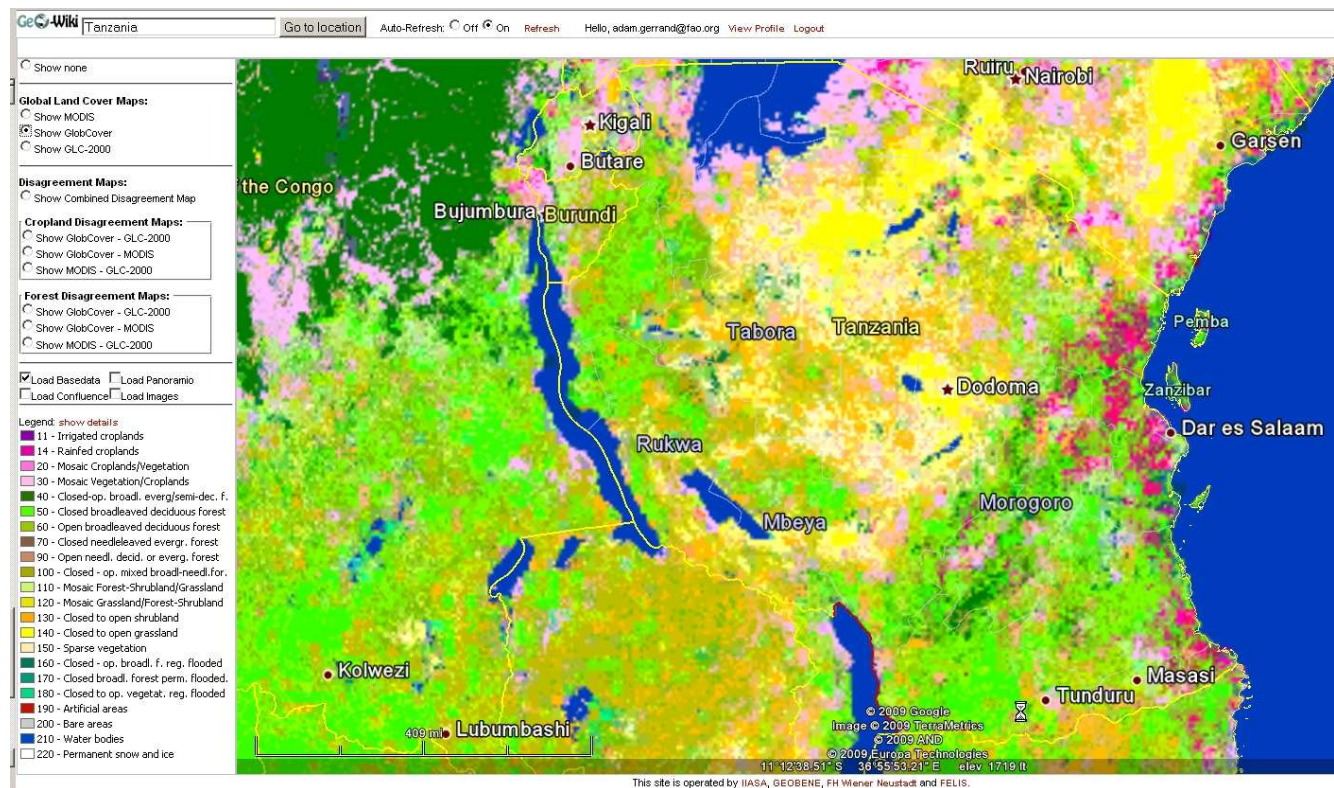 Geo-Wiki Tanzania Go to location Auto-Refresh: Off On Refresh Hello, adam.gerrand@fao.org View Profile Logout
Show none
Global Land Cover Maps:
Show MODIS
Show GlobCover
Show GLC-2000
Disagreement Maps:
Show Combined Disagreement Map
Cropland Disagreement Maps:
Show GlobCover - GLC-2000
Show GlobCover - MODIS
Show MODIS - GLC-2000
Forest Disagreement Maps:
Show GlobCover - GLC-2000
Show GlobCover - MODIS
Show MODIS - GLC-2000
Load Basedata Load Panoramio
Load Confluence Load Images
Legend: show details
11 - Irrigated croplands
14 - Rainfed croplands
20 - Mosaic Croplands/Vegetation
30 - Mosaic Vegetation/Croplands
40 - Closed-op. broadl. everg/semi-dec. f.
50 - Closed broadleaved deciduous forest
60 - Open broadleaved deciduous forest
70 - Closed needleleaved evergr. forest
90 - Open needl. decid. or everg. forest
100 - Closed - op. mixed broadl-needl.for.
110 - Mosaic Forest-Shrubland/Grassland
120 - Mosaic Grassland/Forest-Shrubland
130 - Closed to open shrubland
140 - Closed to open grassland
150 - Sparse vegetation
160 - Closed - op. broadl. f. reg. flooded
170 - Closed broadl. forest perm. flooded.
180 - Closed to op. vegetat. reg. flooded
190 - Artificial areas
200 - Bare areas
210 - Water bodies
220 - Permanent snow and ice
Ruiru
Nairobi
Kigali
Garsen
Butare
the Congo
Bujumbura
Burundi
Pemba
Tabora
Tanzania
Dodoma
Zanzibar
Dar es Salaam
Rukwa
Morogoro
Mbeya
Kolwezi
Masasi
Tunduru
Lubumbashi
409 mi
© 2009 Google
Image © 2009 TerraMetrics
© 2009 AND
© 2009 Europa Technologies
11°12'38.51" S 36°55'53.21" E elev 1719 ft
This site is operated by IIASA, GEOBENE, FH Wiener Neustadt and FELIS.